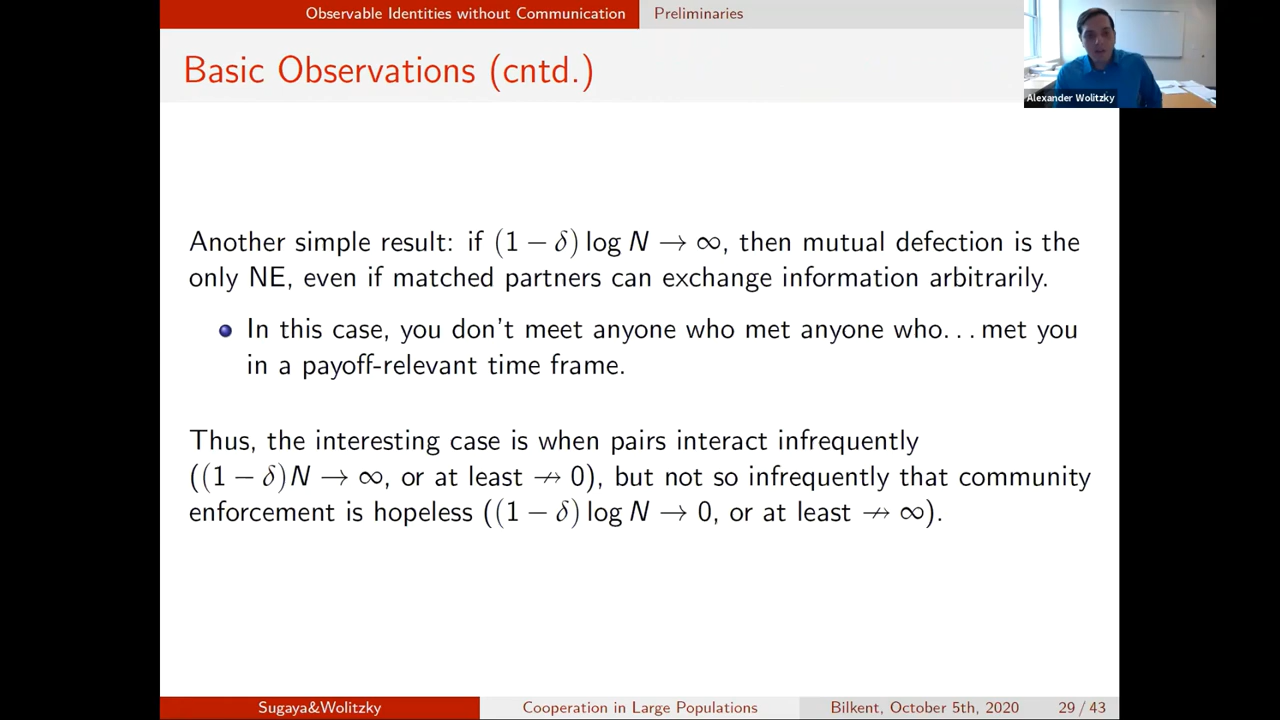 Observable Identities without Communication Preliminaries
Basic Observations (cntd.)
Alexander Wolitzky
Another simple result: if (1 − δ) log N → ∞, then mutual defection is the
only NE, even if matched partners can exchange information arbitrarily.
In this case, you don't meet anyone who met anyone who. . . met you
in a payoff-relevant time frame.
Thus, the interesting case is when pairs interact infrequently
((1 − δ)N → ∞, or at least ↛ 0), but not so infrequently that community
enforcement is hopeless ((1 − δ) log N → 0, or at least ↛ ∞).
Sugaya&Wolitzky Cooperation in Large Populations Bilkent, October 5th, 2020 29 / 43